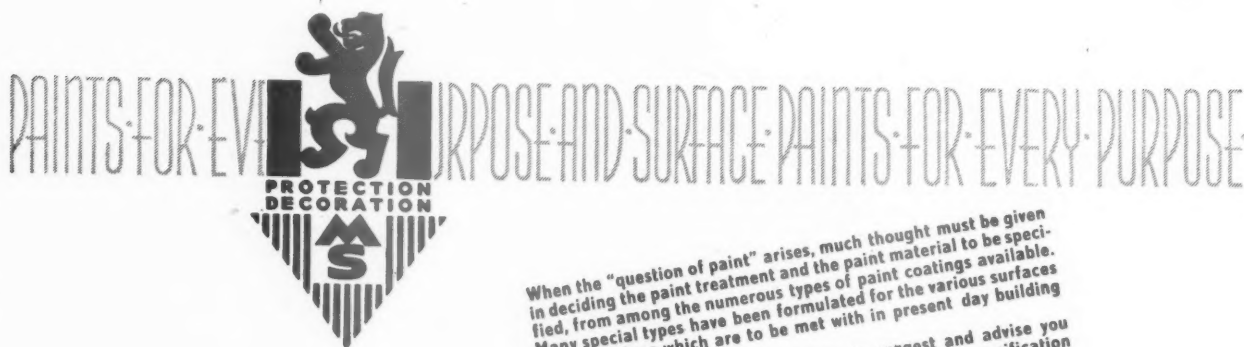 PAINTS·FOR·EVE URPOSE·AND·SURFACE·PAINTS·FOR·EVERY·PURPOSE·
PROTECTION
DECORATION
MS
When the "question of paint" arises, much thought must be given
in deciding the paint treatment and the paint material to be speci-
fied, from among the numerous types of paint coatings available.
Many special types have been formulated for the various surfaces
which are to be met with in present day building
gest and advise you
ification